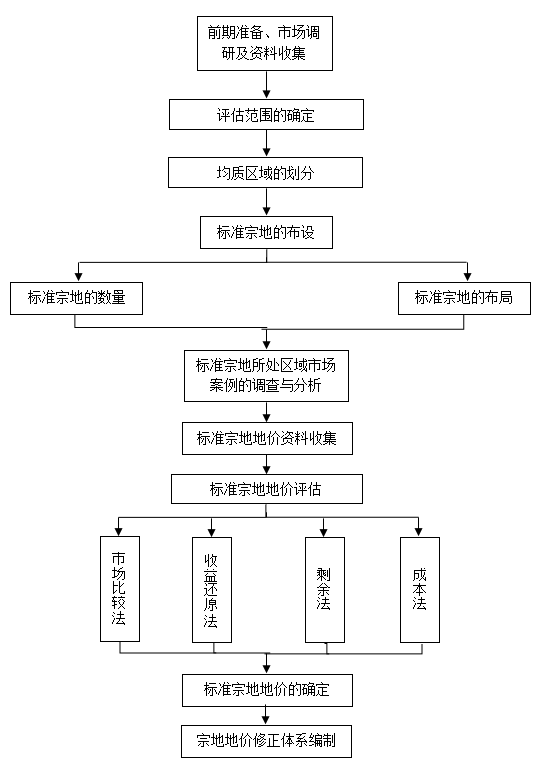 前期准备、市场调
研及资料收集
评估范围的确定
均质区域的划分
标准宗地的布设
标准宗地的数量
标准宗地的布局
标准宗地所处区域市场
案例的调查与分析
标准宗地地价资料收集
标准宗地地价评估
市场比较法
收益还原法
剩余法
成本法
标准宗地地价的确定
宗地地价修正体系编制